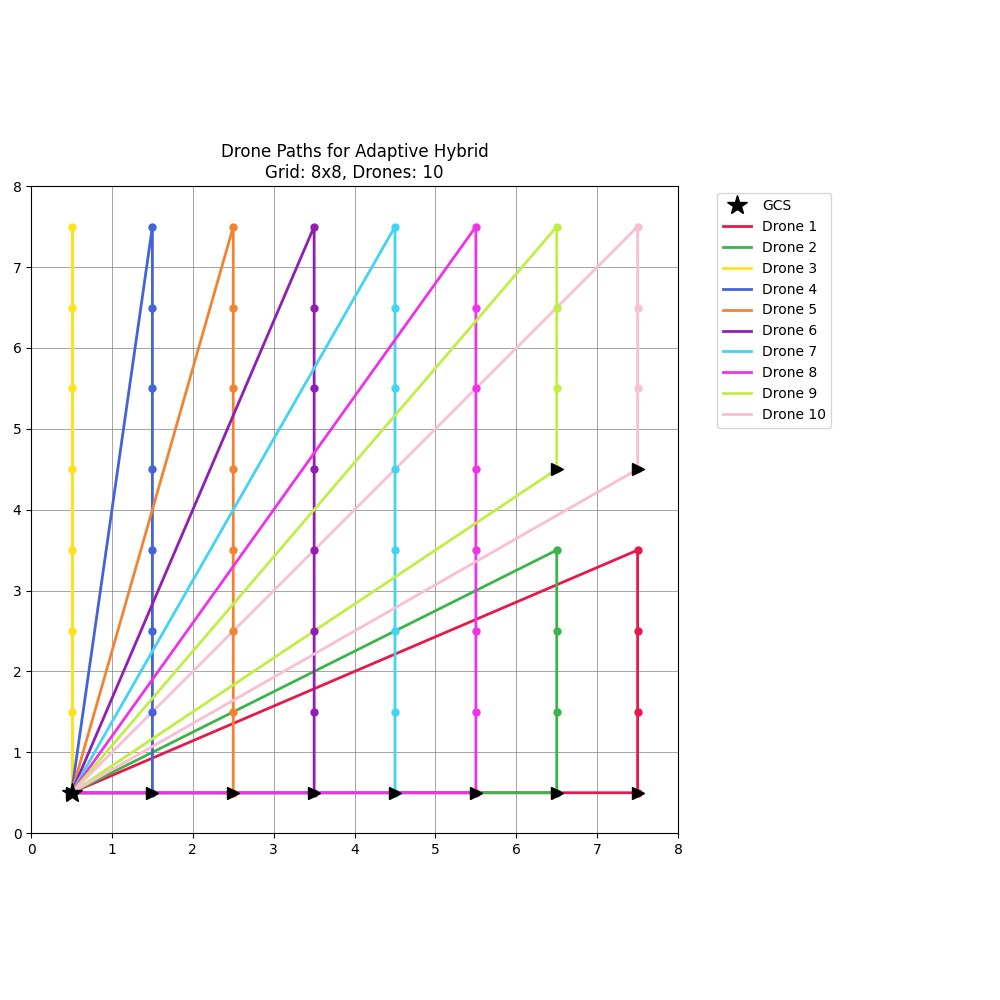 Drone Paths for Adaptive Hybrid
Grid: 8x8, Drones: 10
8
7
6
5
4
3
2
1
0
0 1 2 3 4 5 6 7 8
GCS
Drone 1
Drone 2
Drone 3
Drone 4
Drone 5
Drone 6
Drone 7
Drone 8
Drone 9
Drone 10